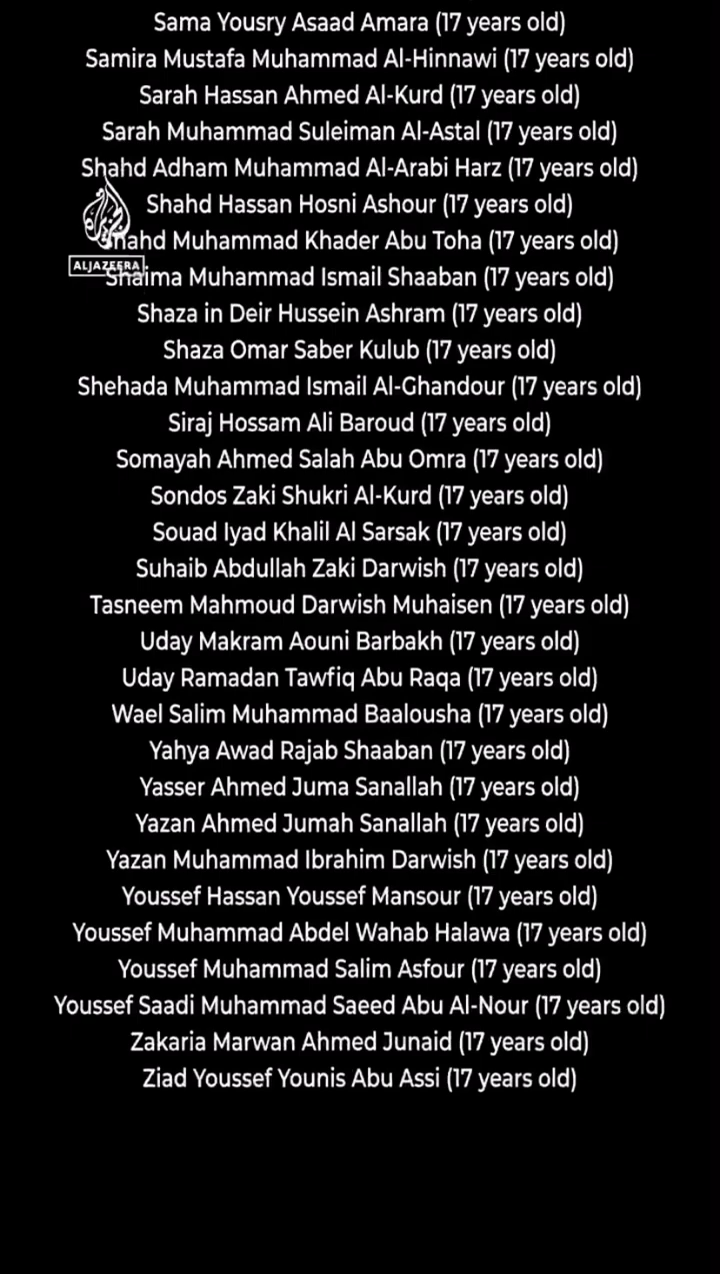 Sama Yousry Asaad Amara (17 years old)
Samira Mustafa Muhammad Al-Hinnawi (17 years old)
Sarah Hassan Ahmed Al-Kurd (17 years old)
Sarah Muhammad Suleiman Al-Astal (17 years old)
Shahd Adham Muhammad Al-Arabi Harz (17 years old)
Shahd Hassan Hosni Ashour (17 years old)
Shahd Muhammad Khader Abu Toha (17 years old)
ALJAZEERA
Shaima Muhammad Ismail Shaaban (17 years old)
Shaza in Deir Hussein Ashram (17 years old)
Shaza Omar Saber Kulub (17 years old)
Shehada Muhammad Ismail Al-Ghandour (17 years old)
Siraj Hossam Ali Baroud (17 years old)
Somayah Ahmed Salah Abu Omra (17 years old)
Sondos Zaki Shukri Al-Kurd (17 years old)
Souad Iyad Khalil Al Sarsak (17 years old)
Suhaib Abdullah Zaki Darwish (17 years old)
Tasneem Mahmoud Darwish Muhaisen (17 years old)
Uday Makram Aouni Barbakh (17 years old)
Uday Ramadan Tawfiq Abu Raqa (17 years old)
Wael Salim Muhammad Baalousha (17 years old)
Yahya Awad Rajab Shaaban (17 years old)
Yasser Ahmed Juma Sanallah (17 years old)
Yazan Ahmed Jumah Sanallah (17 years old)
Yazan Muhammad Ibrahim Darwish (17 years old)
Youssef Hassan Youssef Mansour (17 years old)
Youssef Muhammad Abdel Wahab Halawa (17 years old)
Youssef Muhammad Salim Asfour (17 years old)
Youssef Saadi Muhammad Saeed Abu Al-Nour (17 years old)
Zakaria Marwan Ahmed Junaid (17 years old)
Ziad Youssef Younis Abu Assi (17 years old)